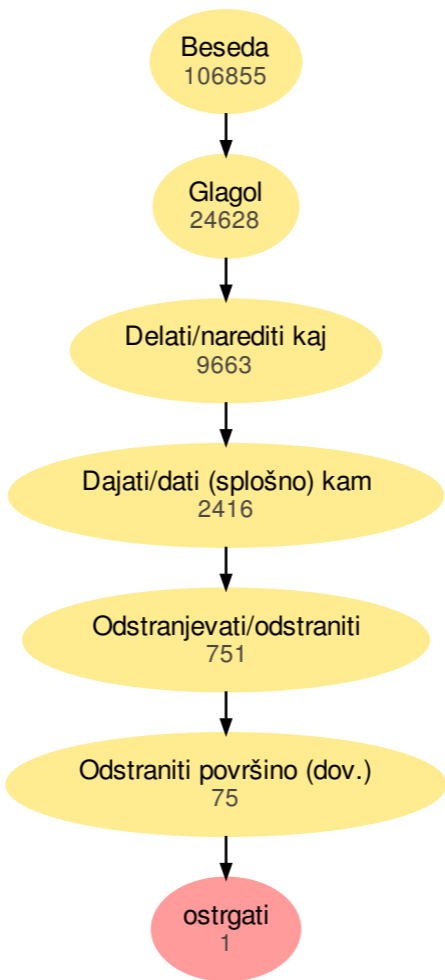 Beseda
106855
Glagol
24628
Delati/narediti kaj
9663
Dajati/dati (splošno) kam
2416
Odstranjevati/odstraniti
751
Odstraniti površino (dov.)
75
ostrgati
1